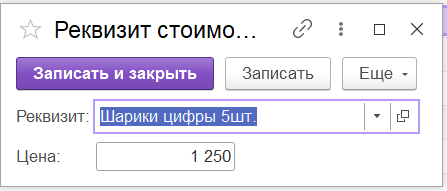 Реквизит стоимо...
Записать и закрыть Записать Еще
Реквизит: Шарики цифры 5шт.
Цена: 1 250